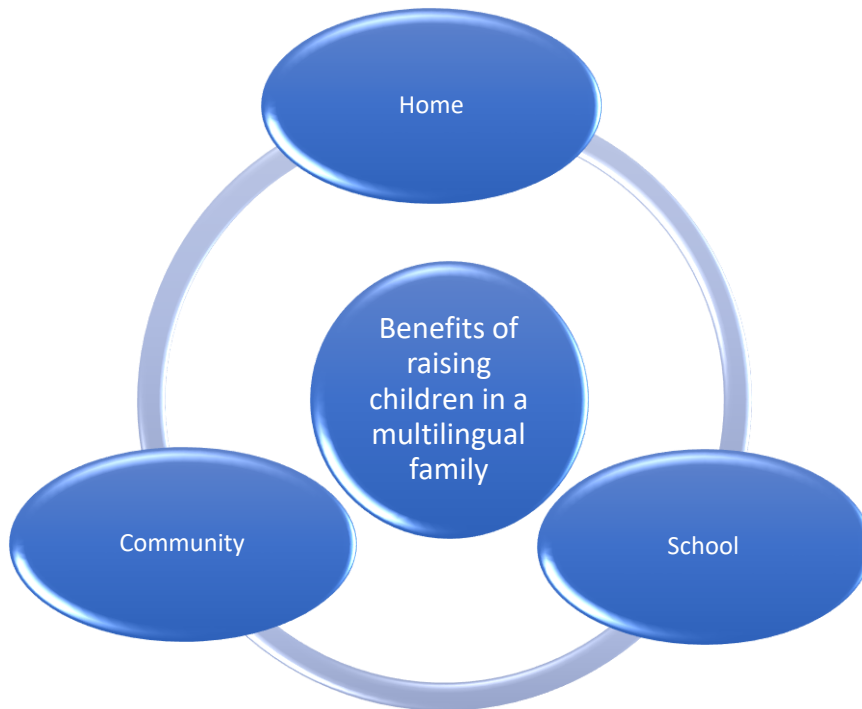 Home
Benefits of
raising
children in a
multilingual
family
Community
School